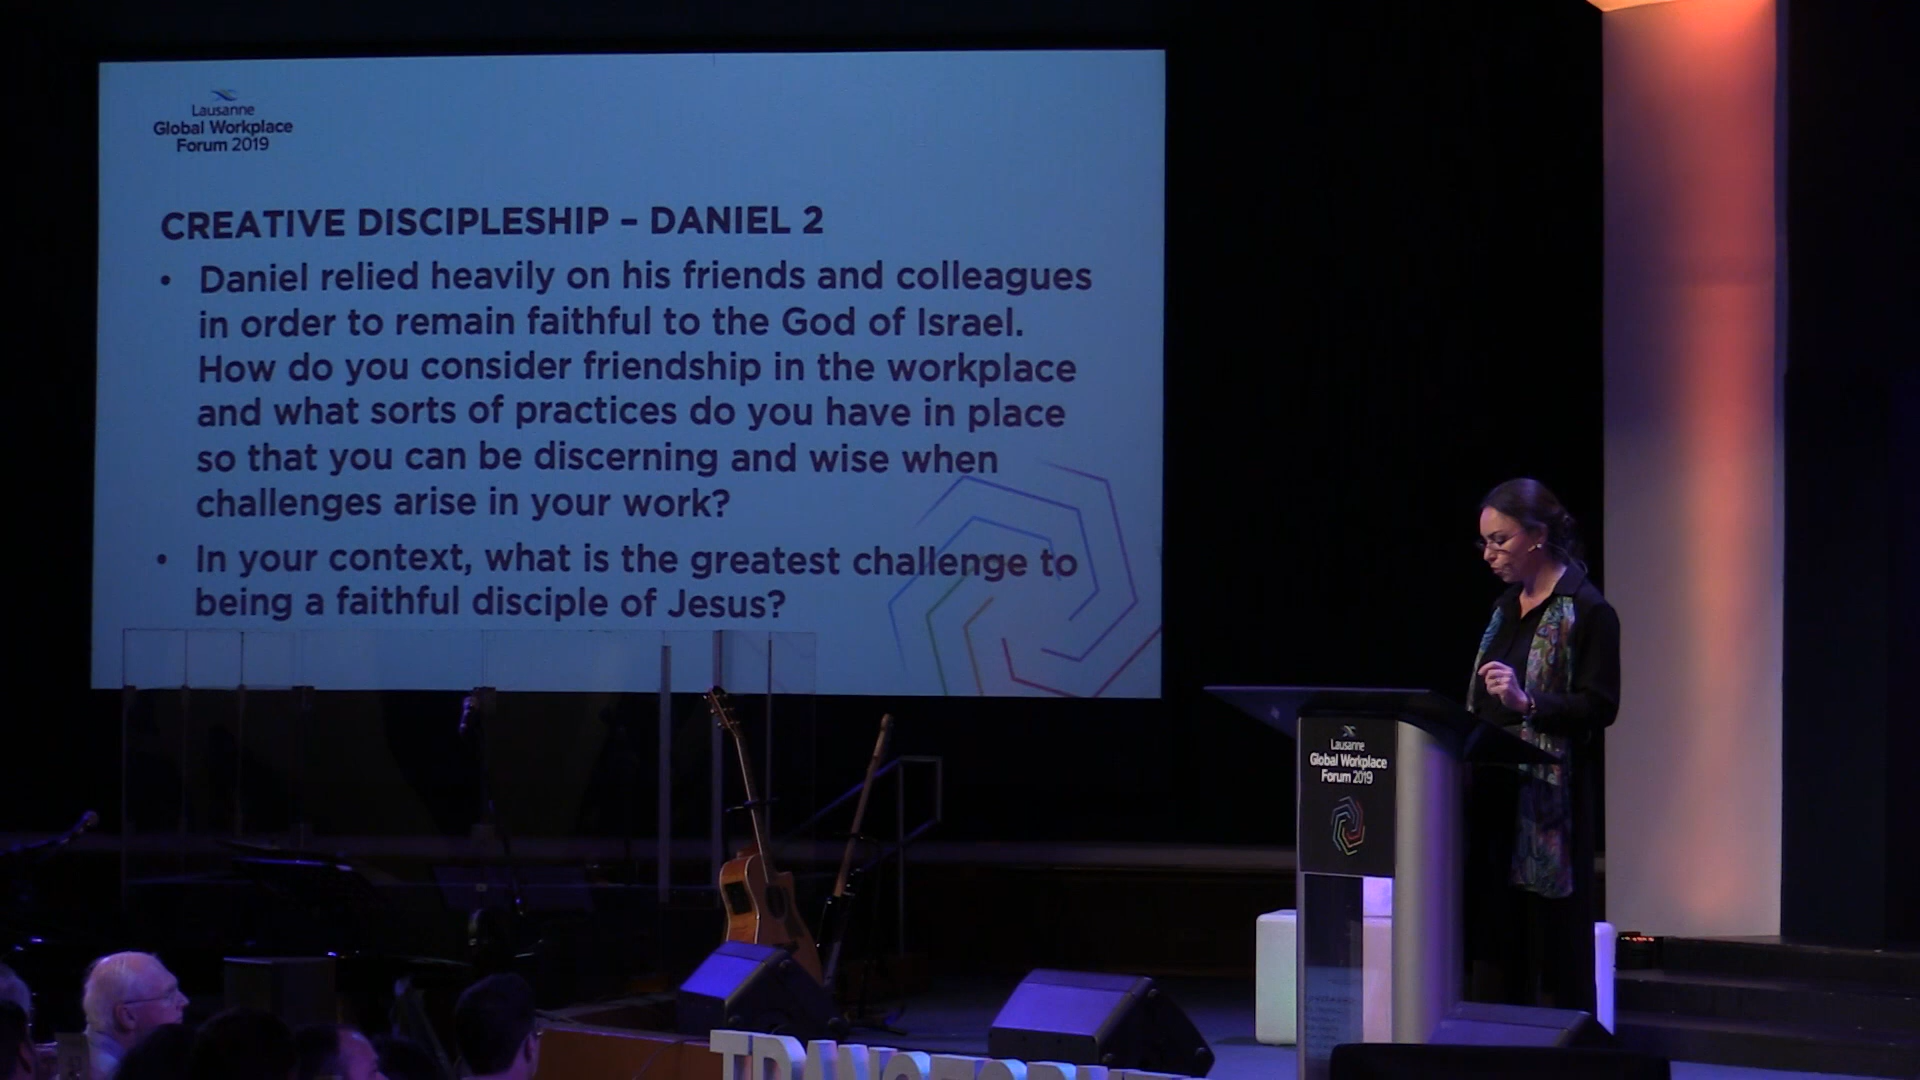 Lausanne
Global Workplace
Forum 2019
CREATIVE DISCIPLESHIP – DANIEL 2
• Daniel relied heavily on his friends and colleagues
in order to remain faithful to the God of Israel.
How do you consider friendship in the workplace
and what sorts of practices do you have in place
so that you can be discerning and wise when
challenges arise in your work?
• In your context, what is the greatest challenge to
being a faithful disciple of Jesus?
Lausanne
Global Workplace
Forum 2019